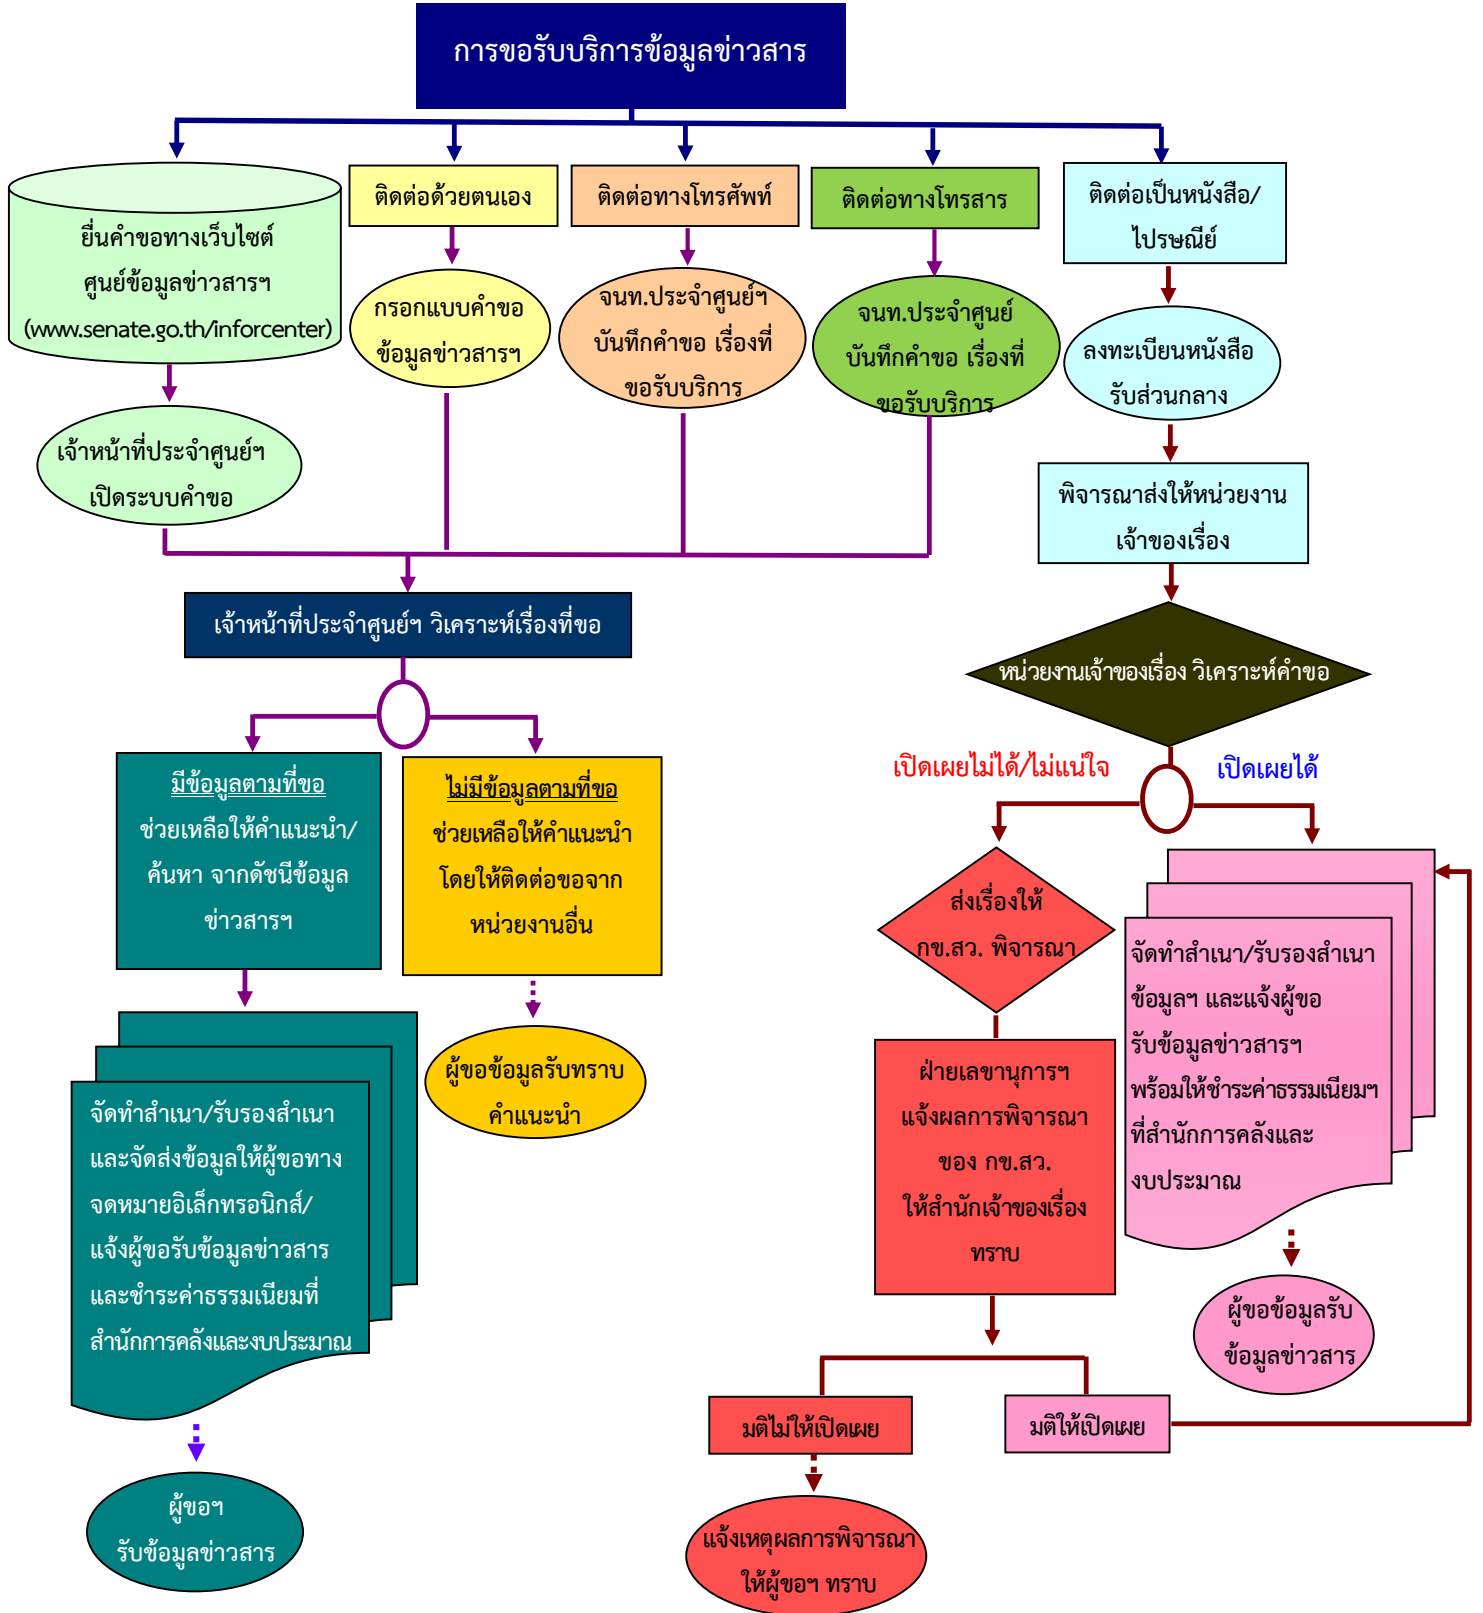 การขอรับบริการข้อมูลข่าวสาร
ยื่นคำขอทางเว็บไซต์
ศูนย์ข้อมูลข่าวสารฯ
(www.senate.go.th/inforcenter)
ติดต่อด้วยตนเอง
ติดต่อทางโทรศัพท์
ติดต่อทางโทรสาร
ติดต่อเป็นหนังสือ/
ไปรษณีย์
กรอกแบบคำขอ
ข้อมูลข่าวสารฯ
จนท.ประจำศูนย์ฯ
บันทึกคำขอ เรื่องที่
ขอรับบริการ
จนท.ประจำศูนย์
บันทึกคำขอ เรื่องที่
ขอรับบริการ
ลงทะเบียนหนังสือ
รับส่วนกลาง
เจ้าหน้าที่ประจำศูนย์ฯ
เปิดระบบคำขอ
พิจารณาส่งให้หน่วยงาน
เจ้าของเรื่อง
เจ้าหน้าที่ประจำศูนย์ฯ วิเคราะห์เรื่องที่ขอ
หน่วยงานเจ้าของเรื่อง วิเคราะห์คำขอ
เปิดเผยไม่ได้/ไม่แน่ใจ
เปิดเผยได้
มีข้อมูลตามที่ขอ
ช่วยเหลือให้คำแนะนำ/
ค้นหา จากดัชนีข้อมูล
ข่าวสารฯ
ไม่มีข้อมูลตามที่ขอ
ช่วยเหลือให้คำแนะนำ
โดยให้ติดต่อขอจาก
หน่วยงานอื่น
ส่งเรื่องให้
กข.สว. พิจารณา
จัดทำสำเนา/รับรองสำเนา
ข้อมูลฯ และแจ้งผู้ขอ
รับข้อมูลข่าวสารฯ
พร้อมให้ชำระค่าธรรมเนียมฯ
ที่สำนักการคลังและ
งบประมาณ
ผู้ขอข้อมูลรับทราบ
คำแนะนำ
ฝ่ายเลขานุการฯ
แจ้งผลการพิจารณา
ของ กข.สว.
ให้สำนักเจ้าของเรื่อง
ทราบ
จัดทำสำเนา/รับรองสำเนา
และจัดส่งข้อมูลให้ผู้ขอทาง
จดหมายอิเล็กทรอนิกส์/
แจ้งผู้ขอรับข้อมูลข่าวสาร
และชำระค่าธรรมเนียมที่
สำนักการคลังและงบประมาณ
ผู้ขอข้อมูลรับ
ข้อมูลข่าวสาร
มติไม่ให้เปิดเผย
มติให้เปิดเผย
ผู้ขอฯ
รับข้อมูลข่าวสาร
แจ้งเหตุผลการพิจารณา
ให้ผู้ขอฯ ทราบ